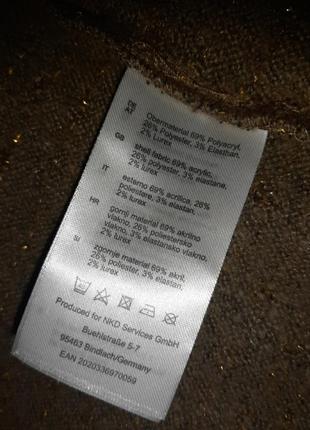 DE
AT
Obermaterial 69% Polyacryl,
26% Polyester, 3% Elasthan,
2% Lurex
GB
shell fabric 69% acrylic,
26% polyester, 3% elastane,
2% lurex
IT
esterno 69% acrilica, 26%
poliestere, 3% elastan,
2% lurex
HR
gornji material 69% akrilno
vlakno, 26% poliestersko
vlakno, 3% elastansko vlakno,
2% lurex
SI
zgornje material 69% akril,
26% poliester, 3% elastan,
2% lurex
Produced for NKD Services GmbH
Buehlstraße 5-7
95463 Bindlach/Germany
EAN 2020336970059